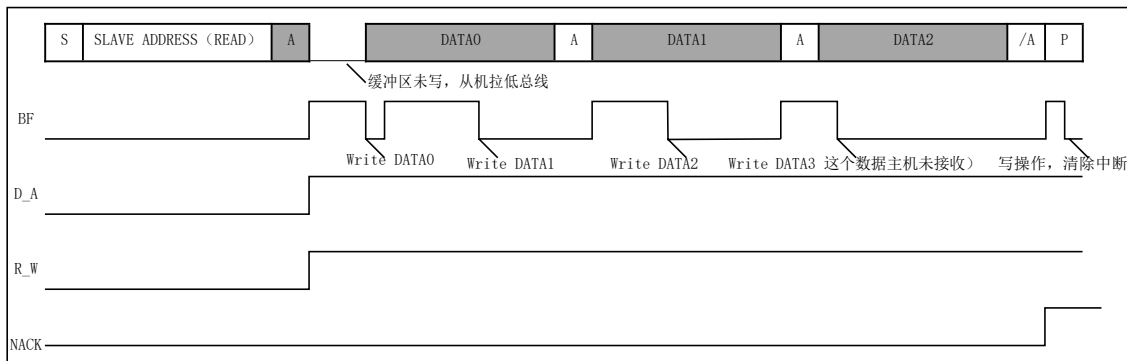 S SLAVE ADDRESS（READ） A DATA0 A DATA1 A DATA2 /A P
缓冲区未写，从机拉低总线
BF
Write DATA0 Write DATA1 Write DATA2 Write DATA3 这个数据主机未接收） 写操作，清除中断
D_A
R_W
NACK